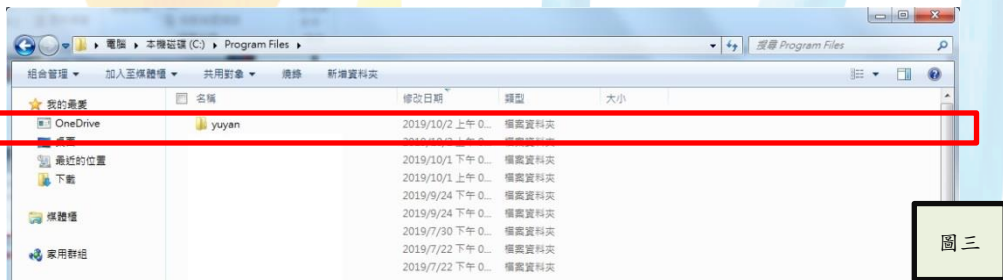 電腦 ▸ 本機磁碟 (C:) ▸ Program Files ▸
搜尋 Program Files
組合管理 ▾ 加入至媒體櫃 ▾ 共用對象 ▾ 燒錄 新增資料夾
名稱 修改日期 類型 大小
我的最愛
OneDrive
yuyan 2019/10/2 上午 0... 檔案資料夾
桌面
最近的位置 2019/10/1 下午 0... 檔案資料夾
下載 2019/10/1 上午 0... 檔案資料夾
2019/9/24 下午 0... 檔案資料夾
媒體櫃 2019/9/24 下午 0... 檔案資料夾
2019/7/30 下午 0... 檔案資料夾
家用群組 2019/7/22 下午 0... 檔案資料夾
2019/7/22 下午 0... 檔案資料夾
圖三